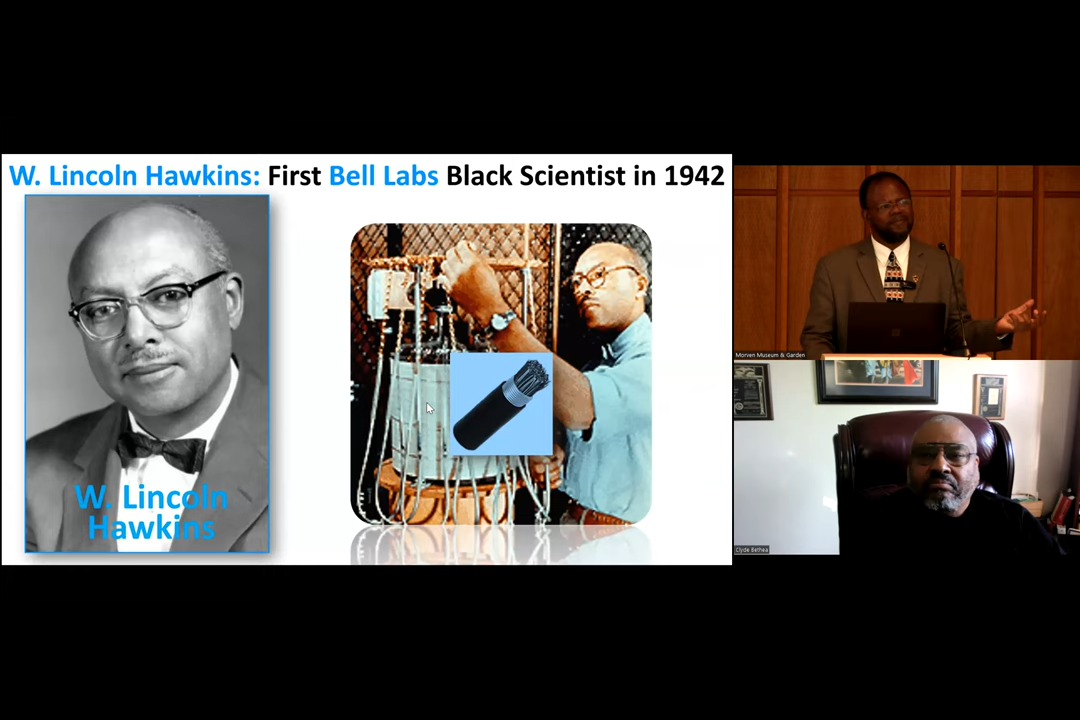 W. Lincoln Hawkins: First Bell Labs Black Scientist in 1942
W. Lincoln
Hawkins
Morven Museum & Garden
Clyde Bethea